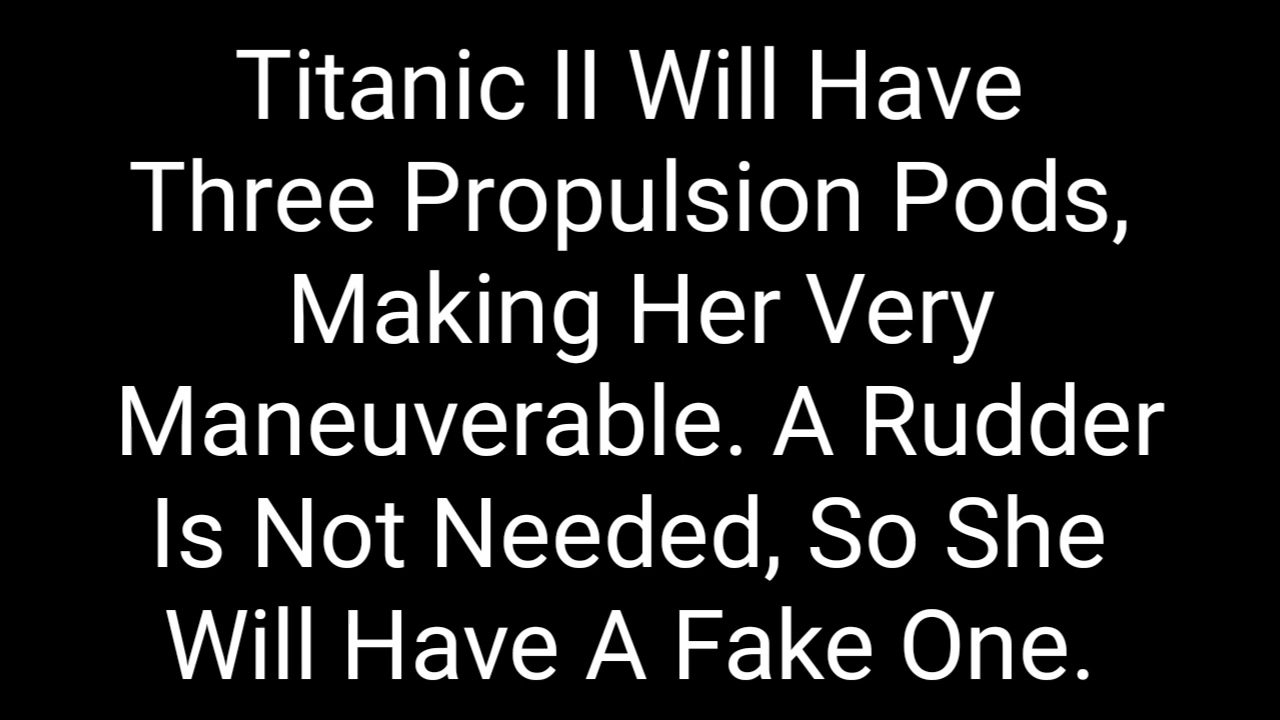 Titanic II Will Have
Three Propulsion Pods,
Making Her Very
Maneuverable. A Rudder
Is Not Needed, So She
Will Have A Fake One.